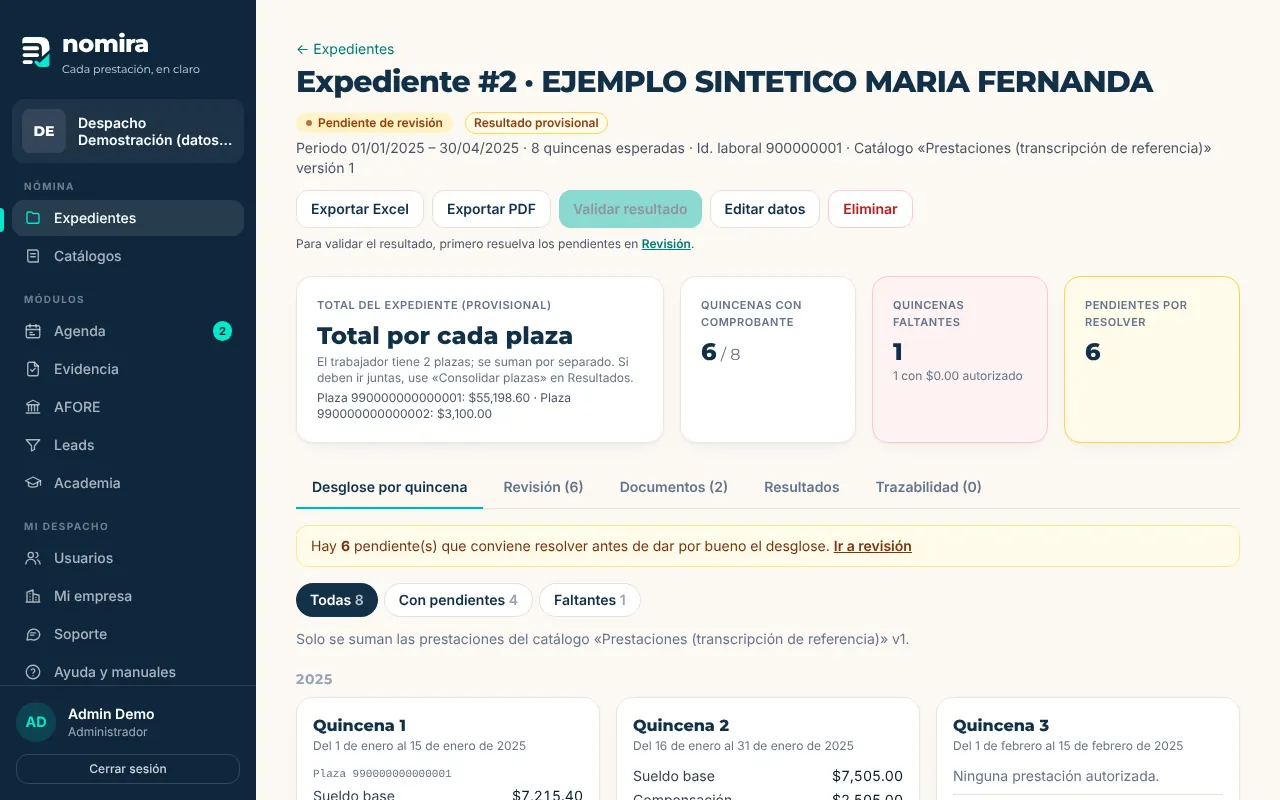 nomira
Cada prestación, en claro
DE
Despacho
Demostración (datos...
NÓMINA
Expedientes
Catálogos
MÓDULOS
Agenda
2
Evidencia
AFORE
Leads
Academia
MI DESPACHO
Usuarios
Mi empresa
Soporte
Ayuda y manuales
AD
Admin Demo
Administrador
Cerrar sesión
← Expedientes
Expediente #2 · EJEMPLO SINTETICO MARIA FERNANDA
Pendiente de revisión
Resultado provisional
Periodo 01/01/2025 – 30/04/2025 · 8 quincenas esperadas · Id. laboral 900000001 · Catálogo «Prestaciones (transcripción de referencia)»
versión 1
Exportar Excel
Exportar PDF
Validar resultado
Editar datos
Eliminar
Para validar el resultado, primero resuelva los pendientes en Revisión.
TOTAL DEL EXPEDIENTE (PROVISIONAL)
Total por cada plaza
El trabajador tiene 2 plazas; se suman por separado. Si
deben ir juntas, use «Consolidar plazas» en Resultados.
Plaza 990000000000001: $55,198.60 · Plaza
990000000000002: $3,100.00
QUINCENAS CON
COMPROBANTE
6 / 8
QUINCENAS
FALTANTES
1
1 con $0.00 autorizado
PENDIENTES POR
RESOLVER
6
Desglose por quincena
Revisión (6)
Documentos (2)
Resultados
Trazabilidad (0)
Hay 6 pendiente(s) que conviene resolver antes de dar por bueno el desglose. Ir a revisión
Todas 8
Con pendientes 4
Faltantes 1
Solo se suman las prestaciones del catálogo «Prestaciones (transcripción de referencia)» v1.
2025
Quincena 1
Del 1 de enero al 15 de enero de 2025
Plaza 990000000000001
Sueldo base $7,215.40
Quincena 2
Del 16 de enero al 31 de enero de 2025
Sueldo base $7,505.00
Compensación $2,505.00
Quincena 3
Del 1 de febrero al 15 de febrero de 2025
Ninguna prestación autorizada.